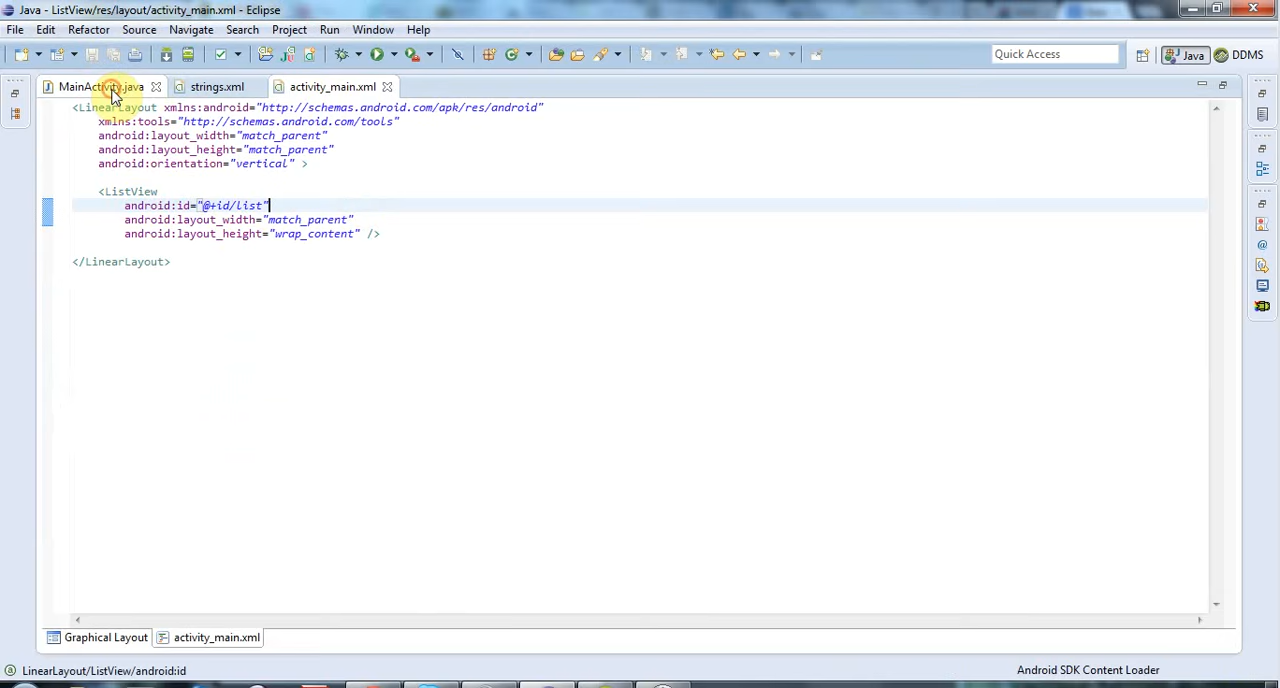 Java - ListView/res/layout/activity_main.xml - Eclipse
File Edit Refactor Source Navigate Search Project Run Window Help
Quick Access Java DDMS
MainActivity.java strings.xml activity_main.xml
<LinearLayout xmlns:android="http://schemas.android.com/apk/res/android"
xmlns:tools="http://schemas.android.com/tools"
android:layout_width="match_parent"
android:layout_height="match_parent"
android:orientation="vertical" >
<ListView
android:id="@+id/list"
android:layout_width="match_parent"
android:layout_height="wrap_content" />
</LinearLayout>
Graphical Layout activity_main.xml
LinearLayout/ListView/android:id Android SDK Content Loader